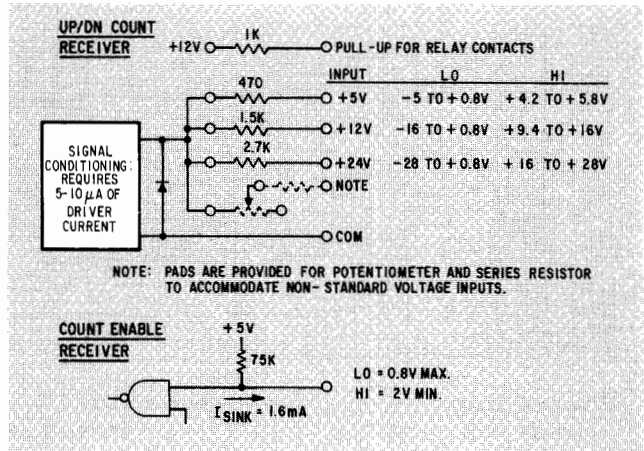 UP/DN COUNT
RECEIVER
+12V 1K PULL-UP FOR RELAY CONTACTS
INPUT LO HI
470 +5V -5 TO +0.8V +4.2 TO +5.8V
1.5K +12V -16 TO +0.8V +9.4 TO +16V
2.7K +24V -28 TO +0.8V +16 TO +28V
NOTE
COM
SIGNAL
CONDITIONING:
REQUIRES
5-10 μA OF
DRIVER
CURRENT
NOTE: PADS ARE PROVIDED FOR POTENTIOMETER AND SERIES RESISTOR
TO ACCOMMODATE NON-STANDARD VOLTAGE INPUTS.
COUNT ENABLE
RECEIVER
+5V
75K
ISINK = 1.6mA
LO = 0.8V MAX.
HI = 2V MIN.